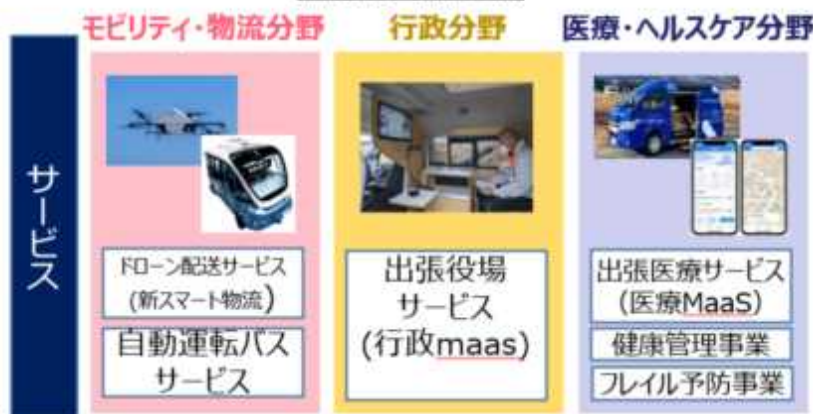 モビリティ・物流分野
行政分野
医療・ヘルスケア分野
サービス
ドローン配送サービス
(新スマート物流)
自動運転バス
サービス
出張役場
サービス
(行政maas)
出張医療サービス
(医療MaaS)
健康管理事業
フレイル予防事業